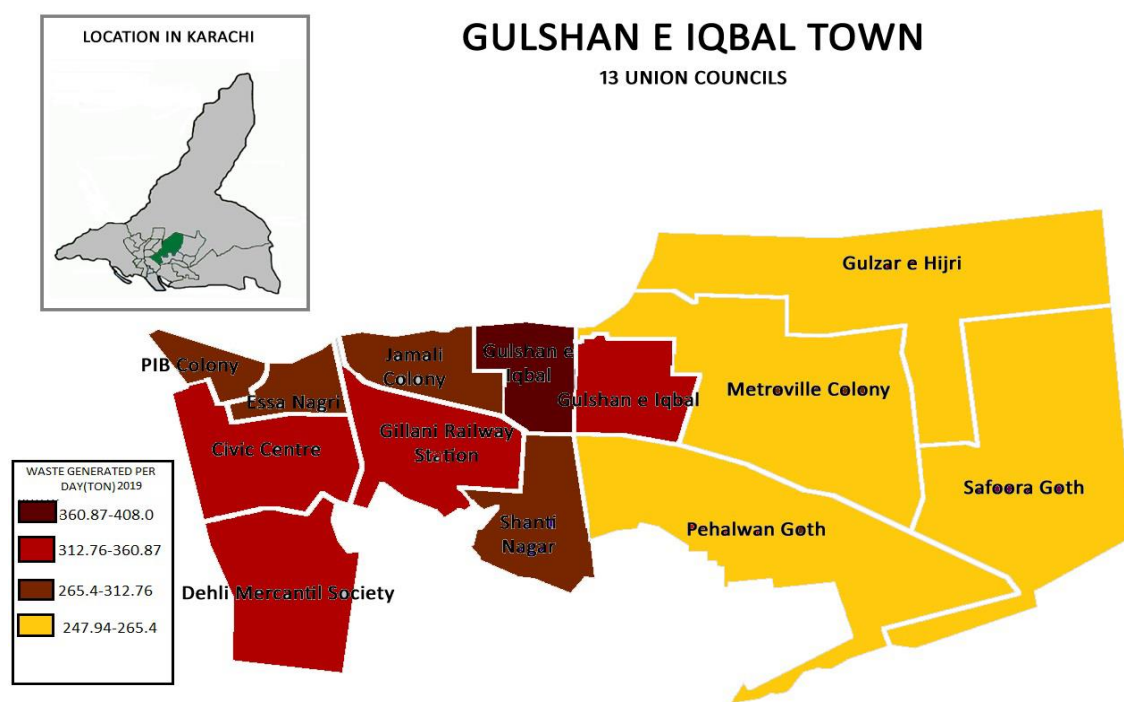 LOCATION IN KARACHI
GULSHAN E IQBAL TOWN
13 UNION COUNCILS
Gulzar e Hijri
PIB Colony
Jamali
Colony
Gulshan e
Iqbal
Essa Nagri
Gulshan e Iqbal
Metroville Colony
Civic Centre
Gillani Railway
Station
Safoora Goth
Shanti
Nagar
Pehalwan Goth
Dehli Mercantil Society
WASTE GENERATED PER
DAY(TON) 2019
360.87-408.0
312.76-360.87
265.4-312.76
247.94-265.4